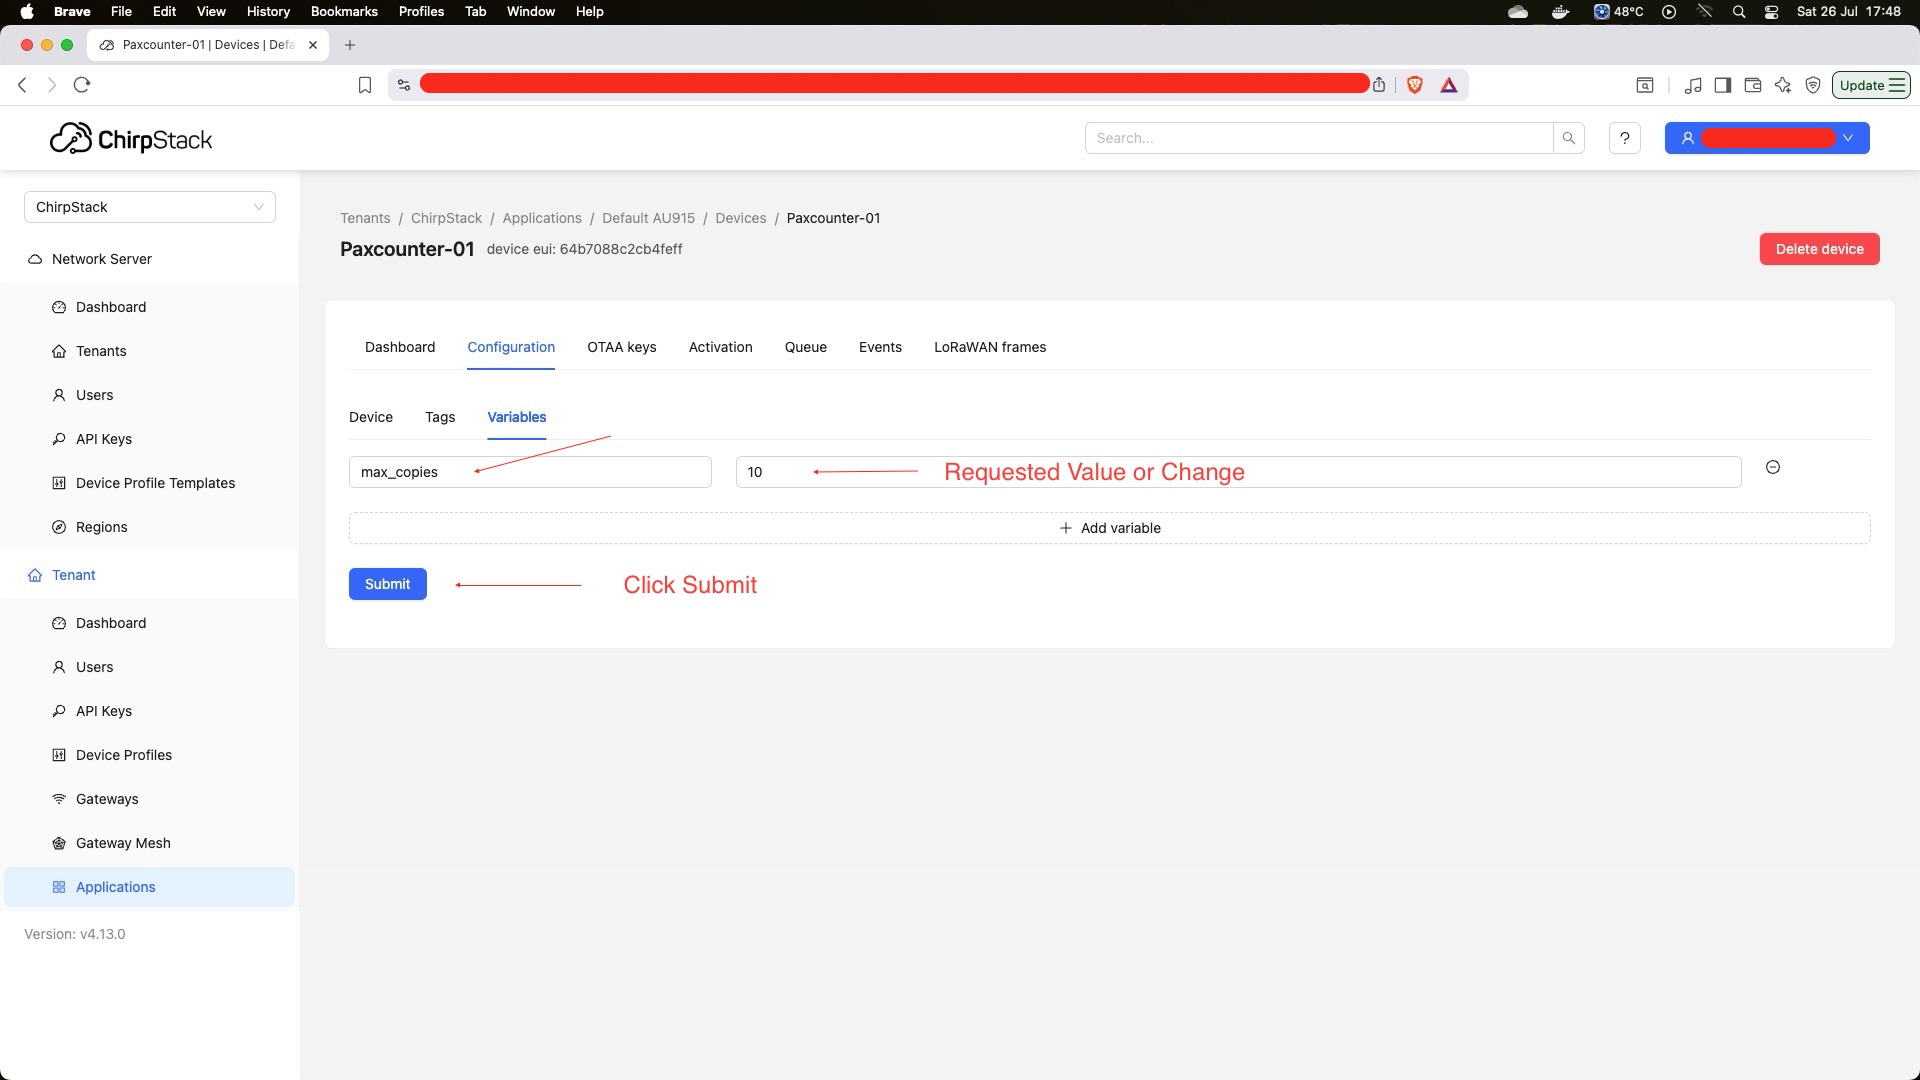 Brave File Edit View History Bookmarks Profiles Tab Window Help 48°C Sat 26 Jul 17:48
Paxcounter-01 | Devices | Defa
Update
ChirpStack
Search...
?
ChirpStack
Network Server
Dashboard
Tenants
Users
API Keys
Device Profile Templates
Regions
Tenant
Dashboard
Users
API Keys
Device Profiles
Gateways
Gateway Mesh
Applications
Version: v4.13.0
Tenants / ChirpStack / Applications / Default AU915 / Devices / Paxcounter-01
Paxcounter-01 device eui: 64b7088c2cb4feff
Delete device
Dashboard Configuration OTAA keys Activation Queue Events LoRaWAN frames
Device Tags Variables
max_copies 10 Requested Value or Change
+ Add variable
Submit Click Submit